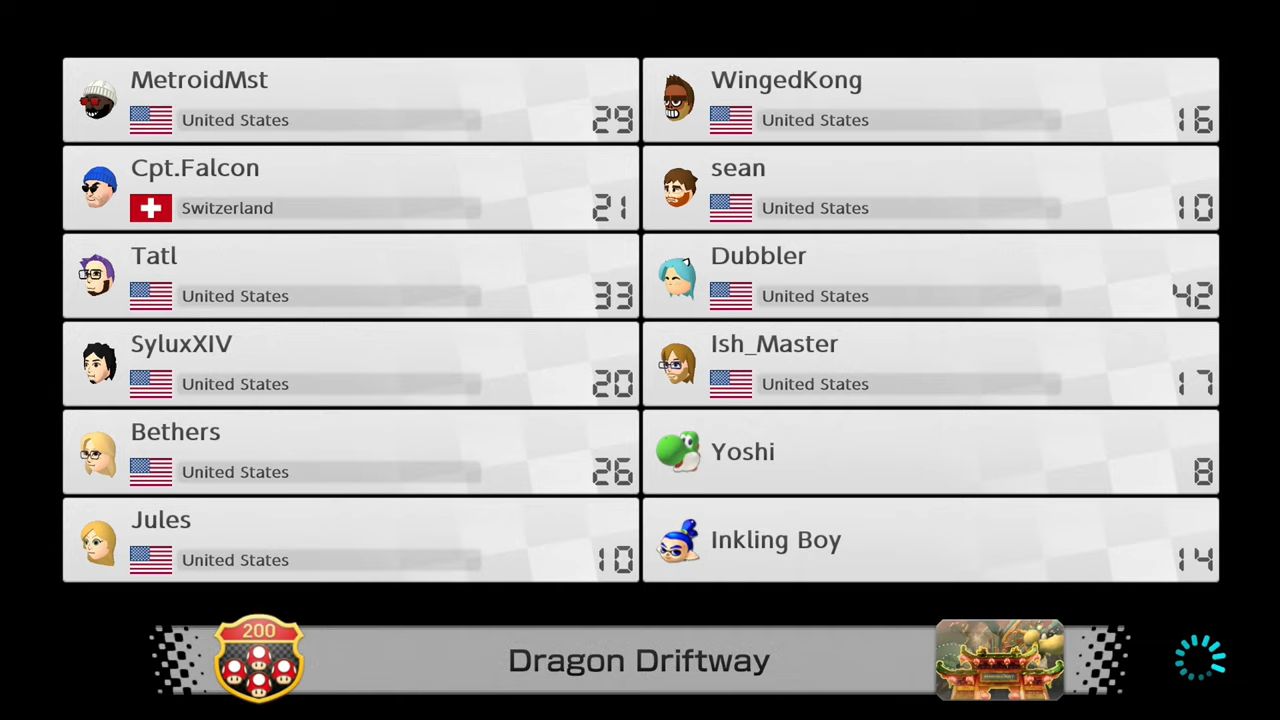 MetroidMst
United States
29
Cpt.Falcon
Switzerland
21
Tatl
United States
33
SyluxXIV
United States
20
Bethers
United States
26
Jules
United States
10
WingedKong
United States
16
sean
United States
10
Dubbler
United States
42
Ish_Master
United States
17
Yoshi
8
Inkling Boy
14
200
Dragon Driftway